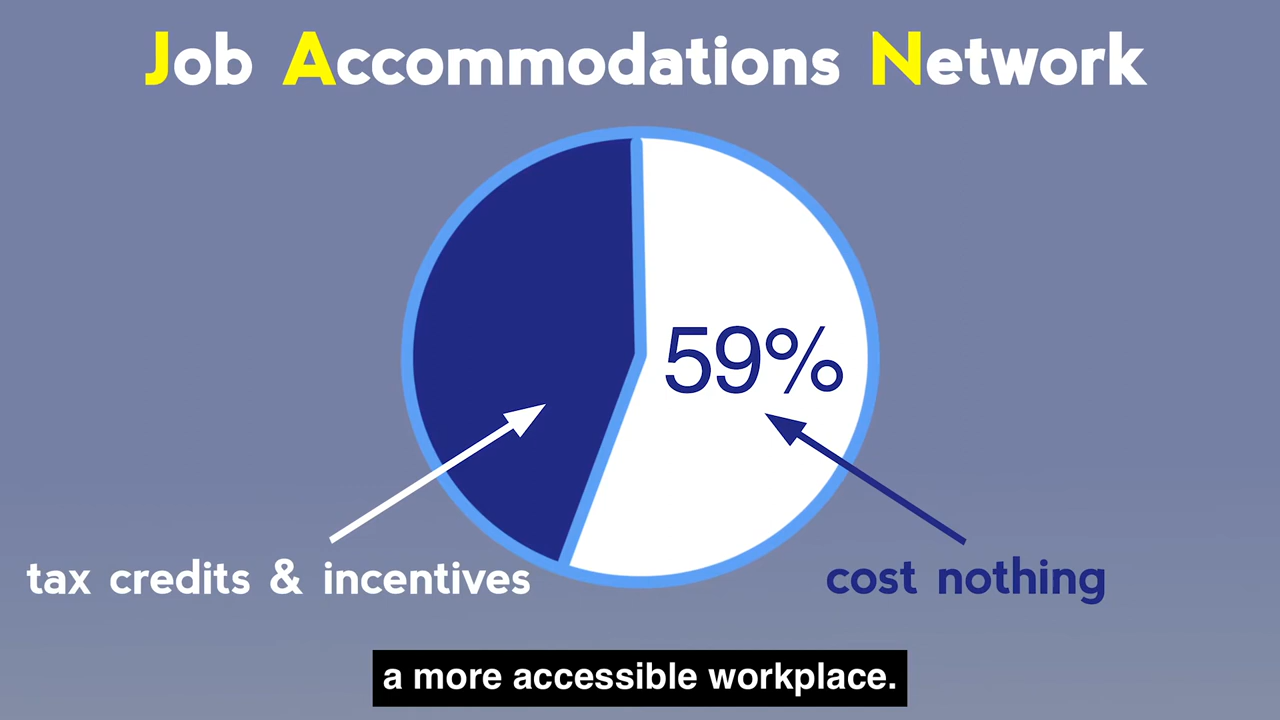 Job Accommodations Network
59%
tax credits & incentives
cost nothing
a more accessible workplace.